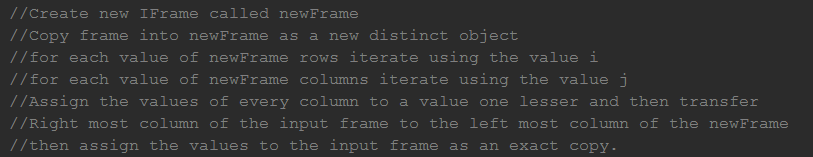 //Create new IFrame called newFrame
//Copy frame into newFrame as a new distinct object
//for each value of newFrame rows iterate using the value i
//for each value of newFrame columns iterate using the value j
//Assign the values of every column to a value one lesser and then transfer
//Right most column of the input frame to the left most column of the newFrame
//then assign the values to the input frame as an exact copy.